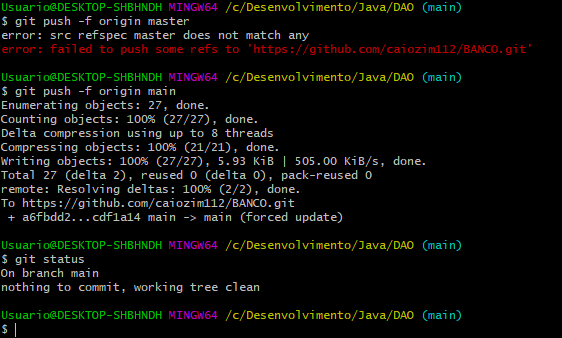 Usuario@DESKTOP-SHBHNDH MINGW64 /c/Desenvolvimento/Java/DAO (main)
$ git push -f origin master
error: src refspec master does not match any
error: failed to push some refs to 'https://github.com/caiozim112/BANCO.git'
Usuario@DESKTOP-SHBHNDH MINGW64 /c/Desenvolvimento/Java/DAO (main)
$ git push -f origin main
Enumerating objects: 27, done.
Counting objects: 100% (27/27), done.
Delta compression using up to 8 threads
Compressing objects: 100% (21/21), done.
Writing objects: 100% (27/27), 5.93 KiB | 505.00 KiB/s, done.
Total 27 (delta 2), reused 0 (delta 0), pack-reused 0
remote: Resolving deltas: 100% (2/2), done.
To https://github.com/caiozim112/BANCO.git
 + a6fbdd2...cdf1a14 main -> main (forced update)
Usuario@DESKTOP-SHBHNDH MINGW64 /c/Desenvolvimento/Java/DAO (main)
$ git status
On branch main
nothing to commit, working tree clean
Usuario@DESKTOP-SHBHNDH MINGW64 /c/Desenvolvimento/Java/DAO (main)
$